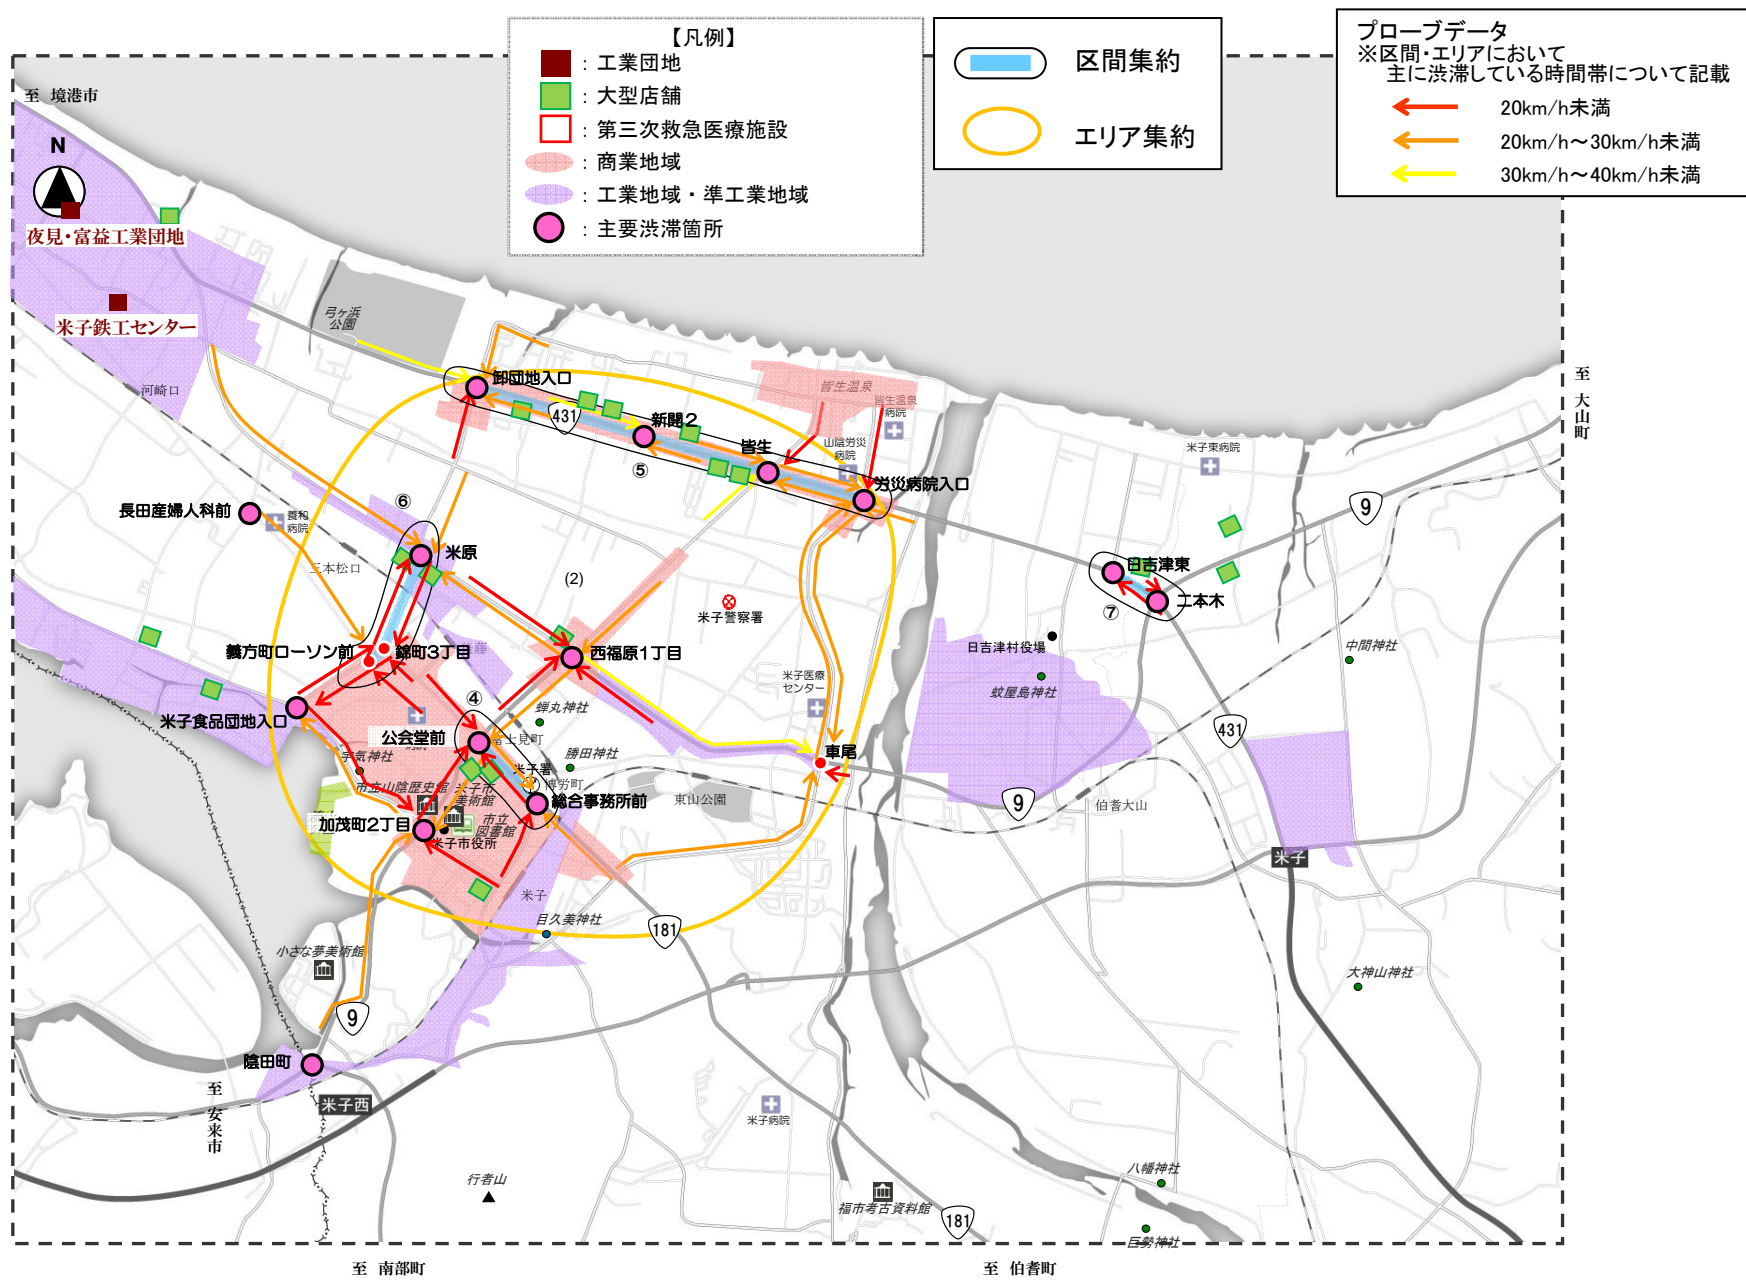 【凡例】
：工業団地
：大型店舗
：第三次救急医療施設
：商業地域
：工業地域・準工業地域
：主要渋滞箇所
区間集約
エリア集約
プローブデータ
※区間・エリアにおいて
主に渋滞している時間帯について記載
20km/h未満
20km/h～30km/h未満
30km/h～40km/h未満
至 境港市
N
夜見・富益工業団地
米子鉄工センター
河崎口
弓ヶ浜
公園
卸団地入口
431
新開２
⑤
皆生
皆生温泉
皆生温泉
病院
山陰労災
病院
労災病院入口
米子東病院
至 大山町
9
長田産婦人科前
養和
病院
⑥
米原
三本松口
(2)
米子警察署
日吉津東
二本木
⑦
義方町ローソン前
錦町3丁目
西福原1丁目
日吉津村役場
中間神社
蚊屋島神社
米子医療
センター
米子食品団地入口
④
公会堂前
蝉丸神社
富士見町
勝田神社
車尾
431
米子署
博労町
市立山陰歴史館
米子市
美術館
総合事務所前
東山公園
9
伯耆大山
加茂町2丁目
市立
図書館
米子市役所
米子
米子
目久美神社
181
小さな夢美術館
9
大神山神社
陰田町
米子西
至 安来市
米子病院
行者山
福市考古資料館
181
八幡神社
巨勢神社
至 南部町
至 伯耆町